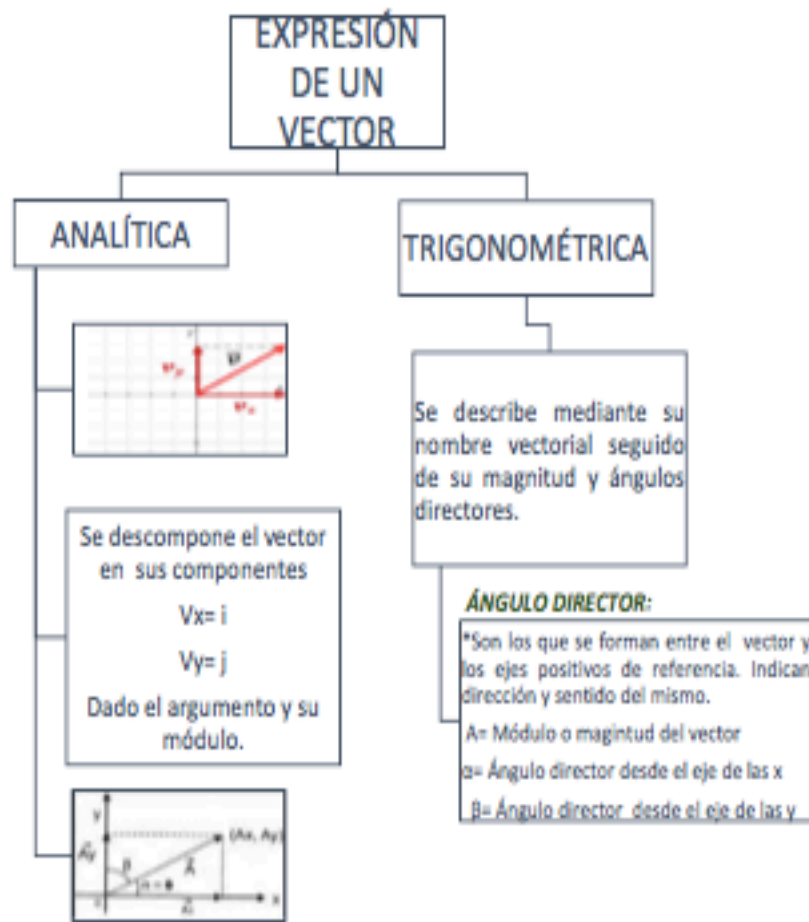 EXPRESIÓN
DE UN
VECTOR
ANALÍTICA
Vy
V
Vx
Se descompone el vector
en sus componentes
Vx= i
Vy= j
Dado el argumento y su
módulo.
y
(Ax, Ay)
Ay
β
A
α = θ
x
TRIGONOMÉTRICA
Se describe mediante su
nombre vectorial seguido
de su magnitud y ángulos
directores.
ÁNGULO DIRECTOR:
*Son los que se forman entre el vector y
los ejes positivos de referencia. Indican
dirección y sentido del mismo.
A= Módulo o magintud del vector
α= Ángulo director desde el eje de las x
β= Ángulo director desde el eje de las y